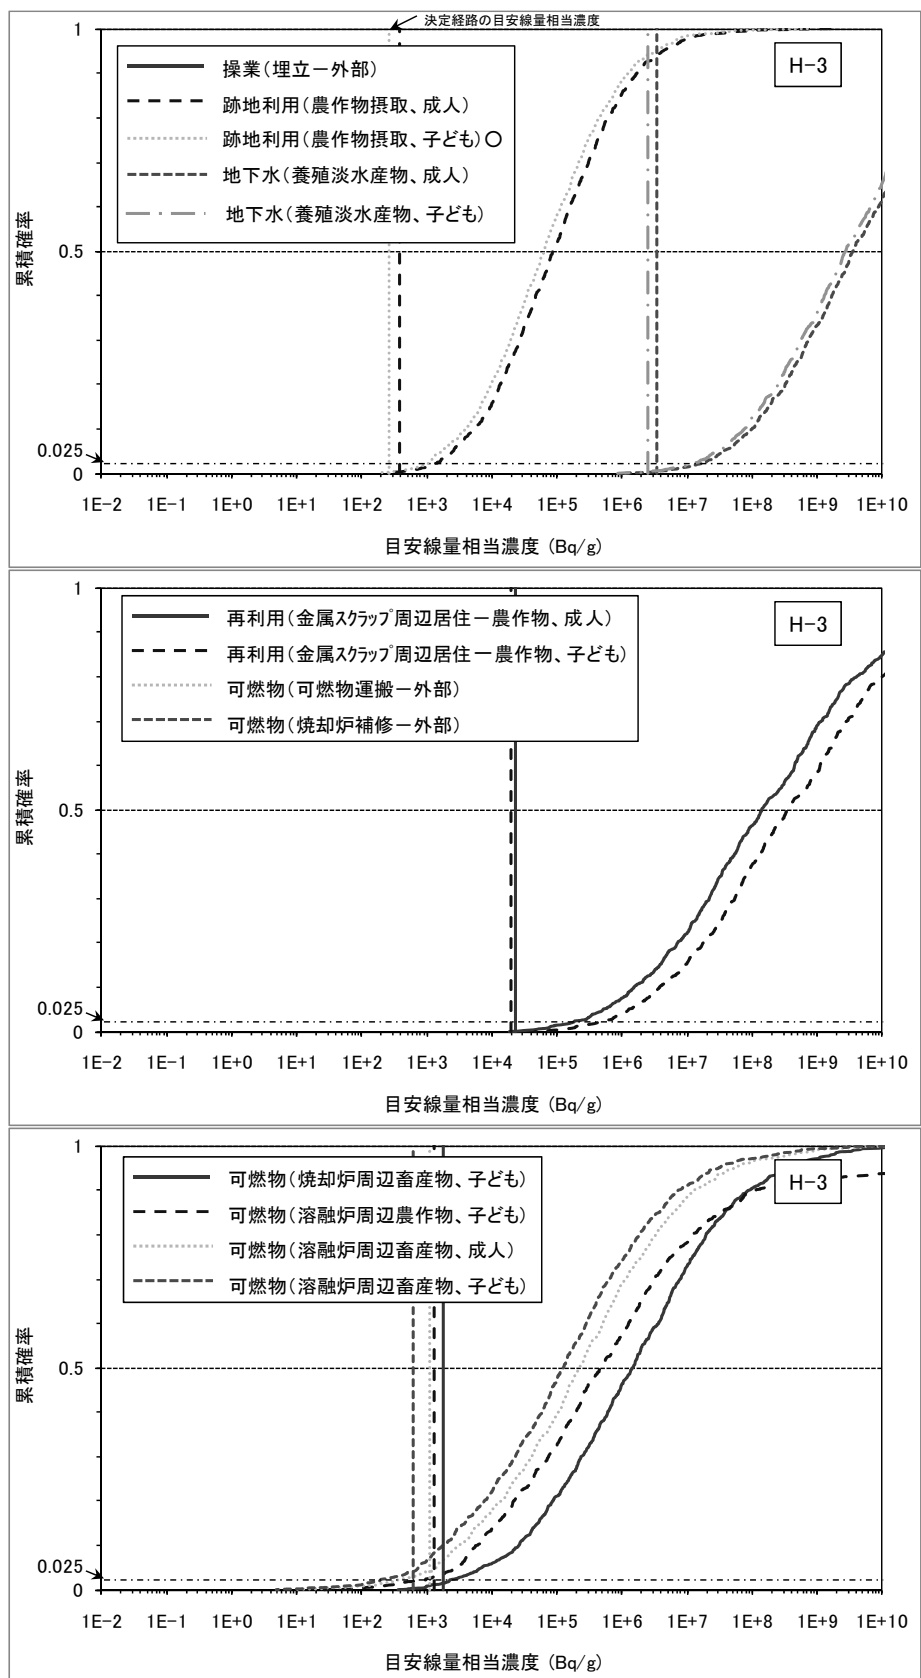 決定経路の目安線量相当濃度
1
操業(埋立－外部)
跡地利用(農作物摂取、成人)
跡地利用(農作物摂取、子ども)○
地下水(養殖淡水産物、成人)
地下水(養殖淡水産物、子ども)
H-3
累積確率
0.5
0.025
0
1E-2 1E-1 1E+0 1E+1 1E+2 1E+3 1E+4 1E+5 1E+6 1E+7 1E+8 1E+9 1E+10
目安線量相当濃度 (Bq/g)
1
再利用(金属スクラップ周辺居住－農作物、成人)
再利用(金属スクラップ周辺居住－農作物、子ども)
可燃物(可燃物運搬－外部)
可燃物(焼却炉補修－外部)
H-3
累積確率
0.5
0.025
0
1E-2 1E-1 1E+0 1E+1 1E+2 1E+3 1E+4 1E+5 1E+6 1E+7 1E+8 1E+9 1E+10
目安線量相当濃度 (Bq/g)
1
可燃物(焼却炉周辺畜産物、子ども)
可燃物(溶融炉周辺農作物、子ども)
可燃物(溶融炉周辺畜産物、成人)
可燃物(溶融炉周辺畜産物、子ども)
H-3
累積確率
0.5
0.025
0
1E-2 1E-1 1E+0 1E+1 1E+2 1E+3 1E+4 1E+5 1E+6 1E+7 1E+8 1E+9 1E+10
目安線量相当濃度 (Bq/g)